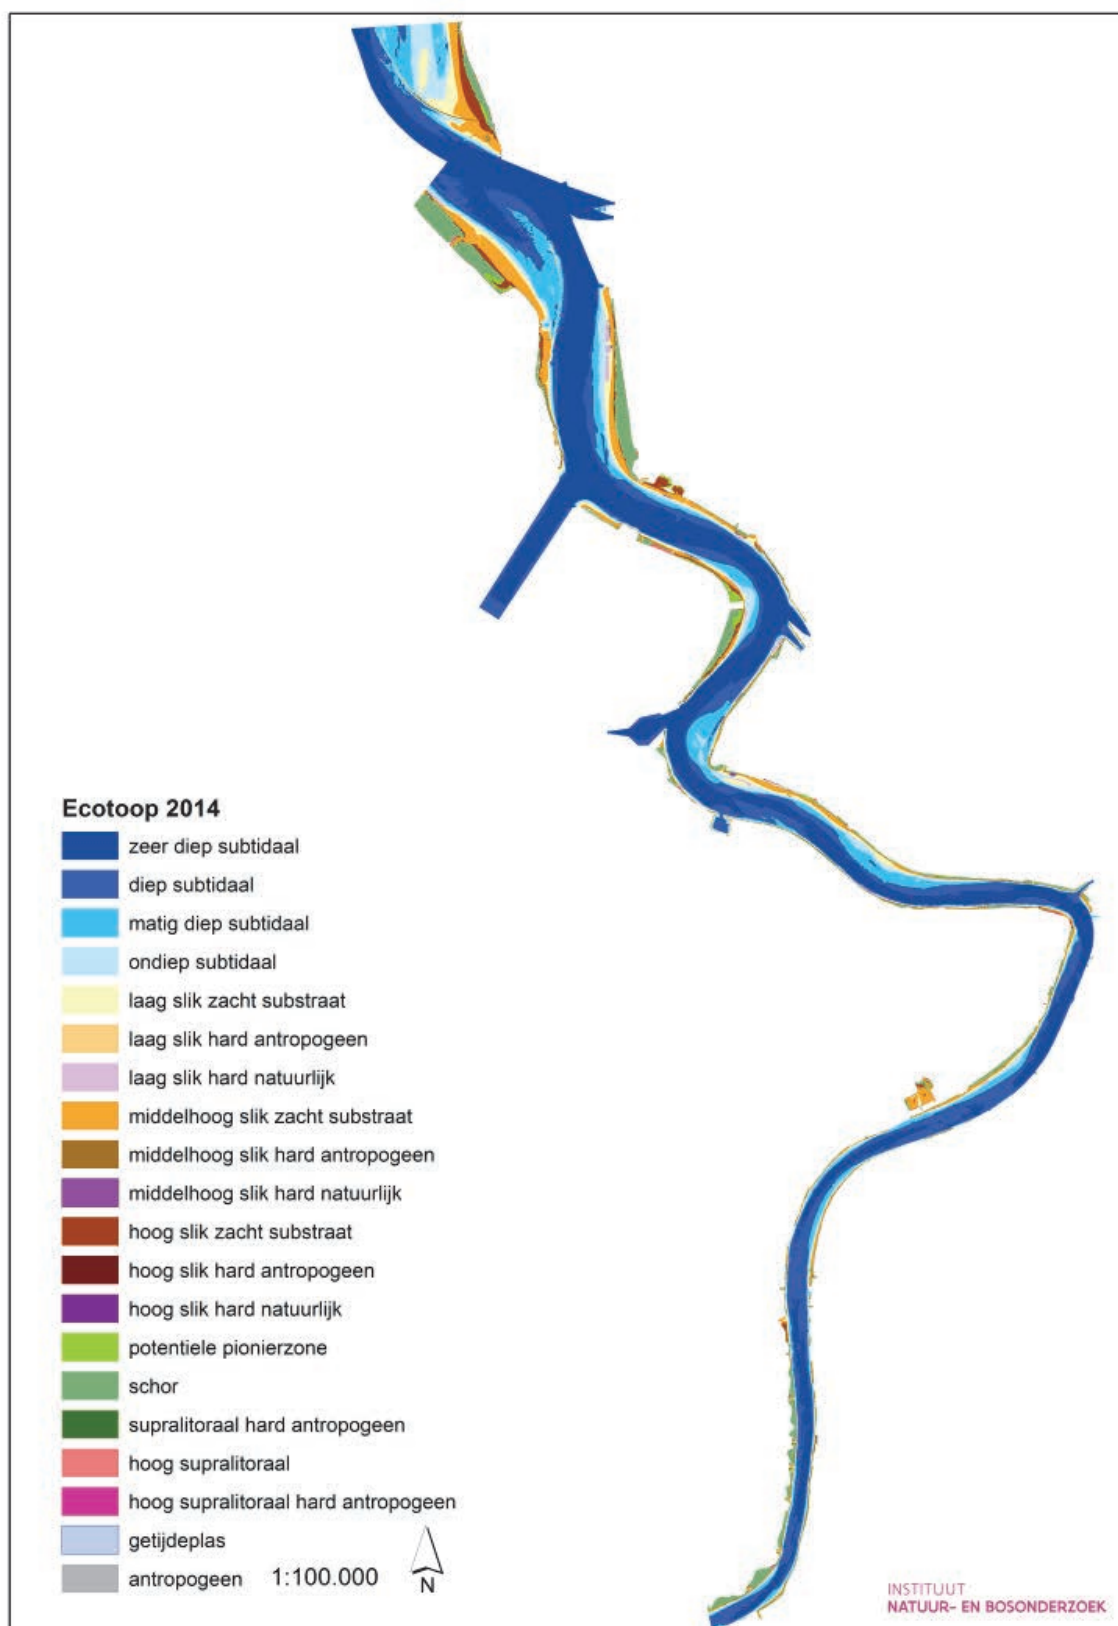 Ecotoop 2014
zeer diep subtidaal
diep subtidaal
matig diep subtidaal
ondiep subtidaal
laag slik zacht substraat
laag slik hard antropogeen
laag slik hard natuurlijk
middelhoog slik zacht substraat
middelhoog slik hard antropogeen
middelhoog slik hard natuurlijk
hoog slik zacht substraat
hoog slik hard antropogeen
hoog slik hard natuurlijk
potentiele pionierzone
schor
supralitoraal hard antropogeen
hoog supralitoraal
hoog supralitoraal hard antropogeen
getijdeplas
antropogeen
1:100.000
N
INSTITUUT
NATUUR- EN BOSONDERZOEK